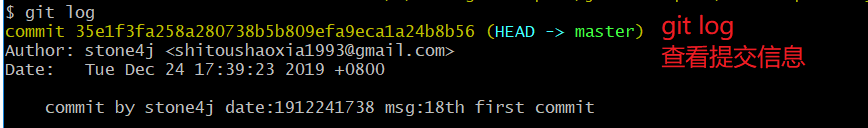 $ git log
commit 35e1f3fa258a280738b5b809efa9eca1a24b8b56 (HEAD -> master)
Author: stone4j <shitoushaoxia1993@gmail.com>
Date:   Tue Dec 24 17:39:23 2019 +0800
commit by stone4j date:1912241738 msg:18th first commit
git log
查看提交信息